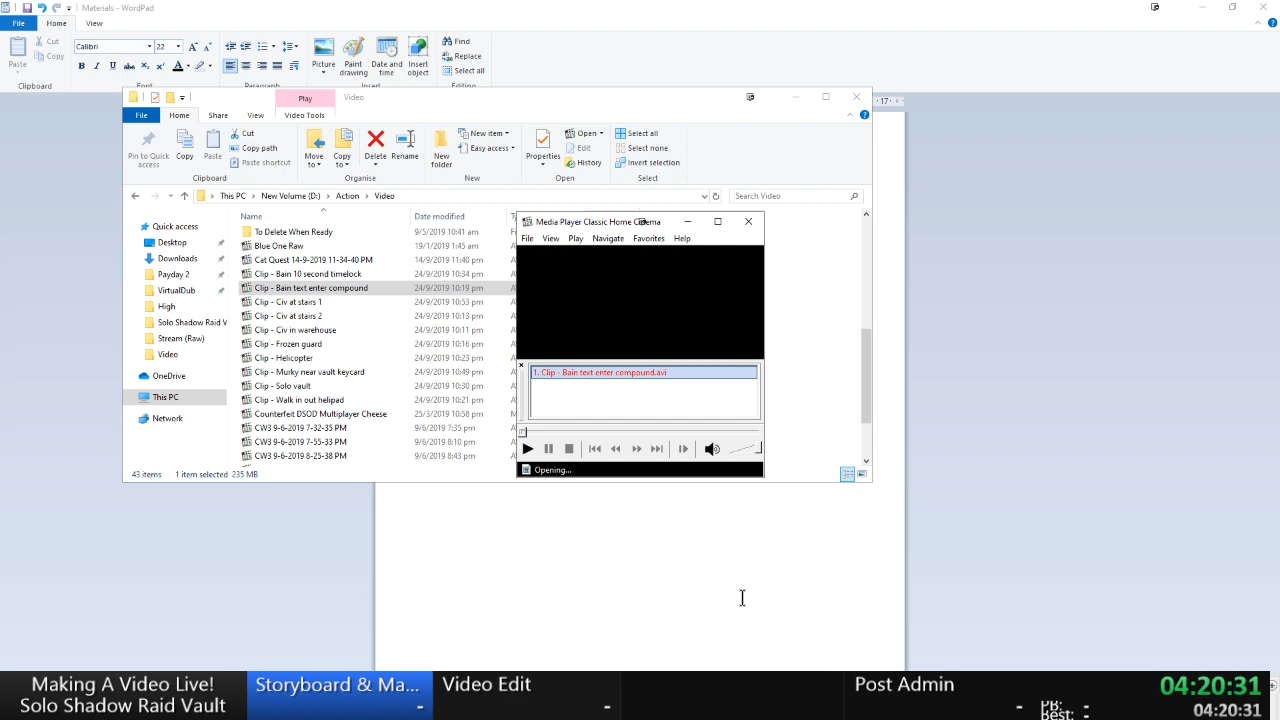 Materials - WordPad
File Home View
Paste
Cut
Copy
Calibri 22
Picture
Paint drawing
Date and time
Insert object
Find
Replace
Select all
Clipboard Font Paragraph Insert Editing
17
Play Video
File Home Share View Video Tools
Pin to Quick access
Copy
Paste
Cut
Copy path
Paste shortcut
Move to
Copy to
Delete
Rename
New folder
New item
Easy access
Properties
Open
Edit
History
Select all
Select none
Invert selection
Clipboard Organise New Open Select
This PC New Volume (D:) Action Video
Search Video
Name Date modified
Quick access
Desktop
Downloads
Payday 2
VirtualDub
High
Solo Shadow Raid V
Stream (Raw)
Video
OneDrive
This PC
Network
To Delete When Ready 9/5/2019 10:41 am
Blue One Raw 19/1/2019 1:45 am
Cat Quest 14-9-2019 11-34-40 PM 14/9/2019 11:40 pm
Clip - Bain 10 second timelock 24/9/2019 10:34 pm
Clip - Bain text enter compound 24/9/2019 10:19 pm
Clip - Civ at stairs 1 24/9/2019 10:53 pm
Clip - Civ at stairs 2 24/9/2019 10:13 pm
Clip - Civ in warehouse 24/9/2019 10:11 pm
Clip - Frozen guard 24/9/2019 10:16 pm
Clip - Helicopter 24/9/2019 10:23 pm
Clip - Murky near vault keycard 24/9/2019 10:49 pm
Clip - Solo vault 24/9/2019 10:30 pm
Clip - Walk in out helipad 24/9/2019 10:21 pm
Counterfeit DSOD Multiplayer Cheese 25/3/2019 10:58 pm
CW3 9-6-2019 7-32-35 PM 9/6/2019 7:35 pm
CW3 9-6-2019 7-55-33 PM 9/6/2019 8:10 pm
CW3 9-6-2019 8-25-38 PM 9/6/2019 8:43 pm
43 items 1 item selected 235 MB
Media Player Classic Home Cinema
File View Play Navigate Favorites Help
1. Clip - Bain text enter compound.avi
Opening...
Making A Video Live!
Solo Shadow Raid Vault
Storyboard & Ma... -
Video Edit -
Post Admin -
PB: -
Best: -
04:20:31
04:20:31